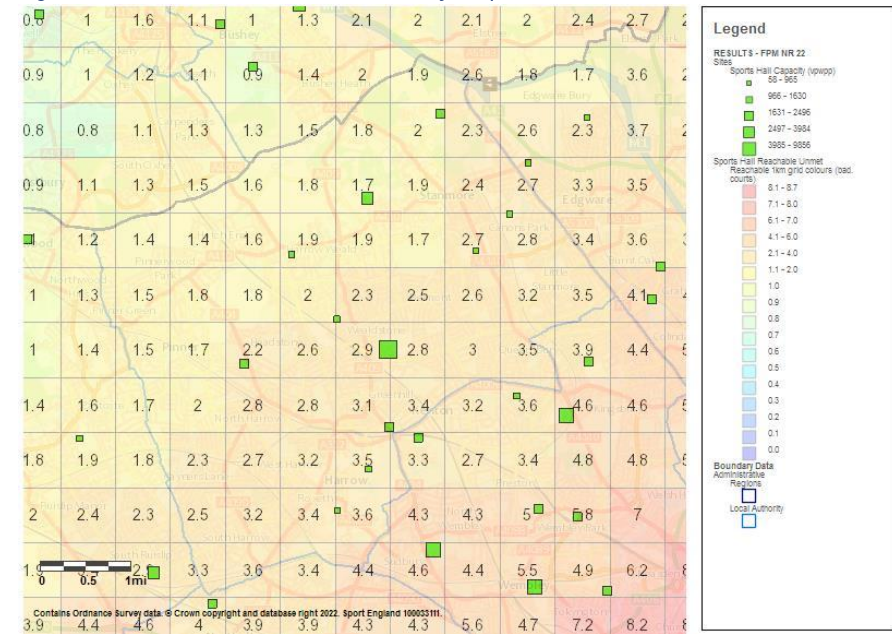 0.6 1 1.6 1.1 1 1.3 2.1 2 2.1 2 2.4 2.7
Bushey
0.9 1 1.2 1.1 0.9 1.4 2 1.9 2.6 1.8 1.7 3.6
Edgware Bury
0.8 0.8 1.1 1.3 1.3 1.5 1.8 2 2.3 2.6 2.3 3.7
0.9 1.1 1.3 1.5 1.6 1.8 1.7 1.9 2.4 2.7 3.3 3.5
Stanmore Edgware
Canons Park
1.2 1.4 1.4 1.6 1.9 1.9 1.7 2.7 2.8 3.4 3.6
Burnt Oak
1 1.3 1.5 1.8 1.8 2 2.3 2.5 2.6 3.2 3.5 4.1
Wealdstone
1 1.4 1.5 1.7 2.2 2.6 2.9 2.8 3 3.5 3.9 4.4
1.4 1.6 1.7 2 2.8 2.8 3.1 3.4 3.2 3.6 4.6 4.6
North Harrow
1.8 1.9 1.8 2.3 2.7 3.2 3.5 3.3 2.7 3.4 4.8 4.8
Harrow
2 2.4 2.3 2.5 3.2 3.4 3.6 4.3 4.3 5 5.8 7
South Harrow
South Ruislip
3.3 3.6 3.4 4.4 4.6 4.4 5.5 4.9 6.2
0 0.5 1mi
Wembley
Contains Ordnance Survey data. © Crown copyright and database right 2022. Sport England 100033111.
3.9 4.4 4.6 4 3.9 3.9 4.3 4.3 5.6 4.7 7.2 8.2
Legend
RESULTS - FPM NR 22
Sites
Sports Hall Capacity (vpwpp)
58 - 965
966 - 1630
1631 - 2496
2497 - 3984
3985 - 9856
Sports Hall Reachable Unmet
Reachable 1km grid colours (bad.
courts)
8.1 - 8.7
7.1 - 8.0
6.1 - 7.0
4.1 - 6.0
2.1 - 4.0
1.1 - 2.0
1.0
0.9
0.8
0.7
0.6
0.5
0.4
0.3
0.2
0.1
0.0
Boundary Data
Administrative
Regions
Local Authority